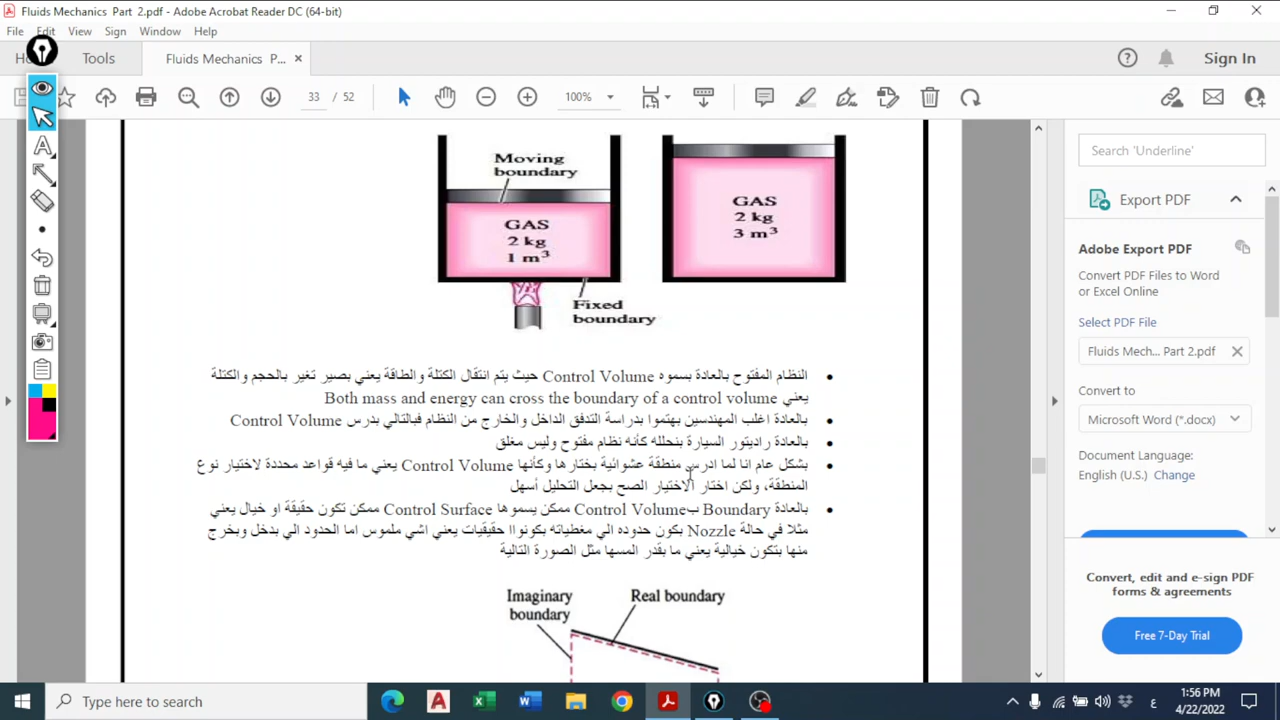 Fluids Mechanics  Part  2.pdf - Adobe Acrobat Reader DC (64-bit)
File Edit View Sign Window Help
Tools
Fluids Mechanics  P...
Sign In
33 / 52
100%
Moving
boundary
GAS
2 kg
1 m³
Fixed
boundary
GAS
2 kg
3 m³
النظام المفتوح بالعادة بسموه Control Volume حيث يتم انتقال الكتلة والطاقة يعني بصير تغير بالحجم والكتلة
يعني Both mass and energy can cross the boundary of a control volume
بالعادة اغلب المهندسين بهتموا بدراسة التدفق الداخل والخارج من النظام فبالتالي بدرس Control Volume
بالعادة راديتور السيارة بنحلله كأنه نظام مفتوح وليس مغلق
بشكل عام انا لما ادرس منطقة عشوائية بختارها وكأنها Control Volume يعني ما فيه قواعد محددة لاختيار نوع
المنطقة، ولكن اختار الاختيار الصح بجعل التحليل أسهل
بالعادة Boundary بControl Volume ممكن يسموها Control Surface ممكن تكون حقيقة او خيال يعني
مثلا في حالة Nozzle بكون حدوده الي مغطياته بكونواا حقيقيات يعني اشي ملموس اما الحدود الي بدخل وبخرج
منها بتكون خيالية يعني ما بقدر المسها مثل الصورة التالية
Imaginary
boundary
Real boundary
Search 'Underline'
Export PDF
Adobe Export PDF
Convert PDF Files to Word
or Excel Online
Select PDF File
Fluids Mech... Part 2.pdf
Convert to
Microsoft Word (*.docx)
Document Language:
English (U.S.) Change
Convert, edit and e-sign PDF
forms & agreements
Free 7-Day Trial
Type here to search
ع
1:56 PM
4/22/2022